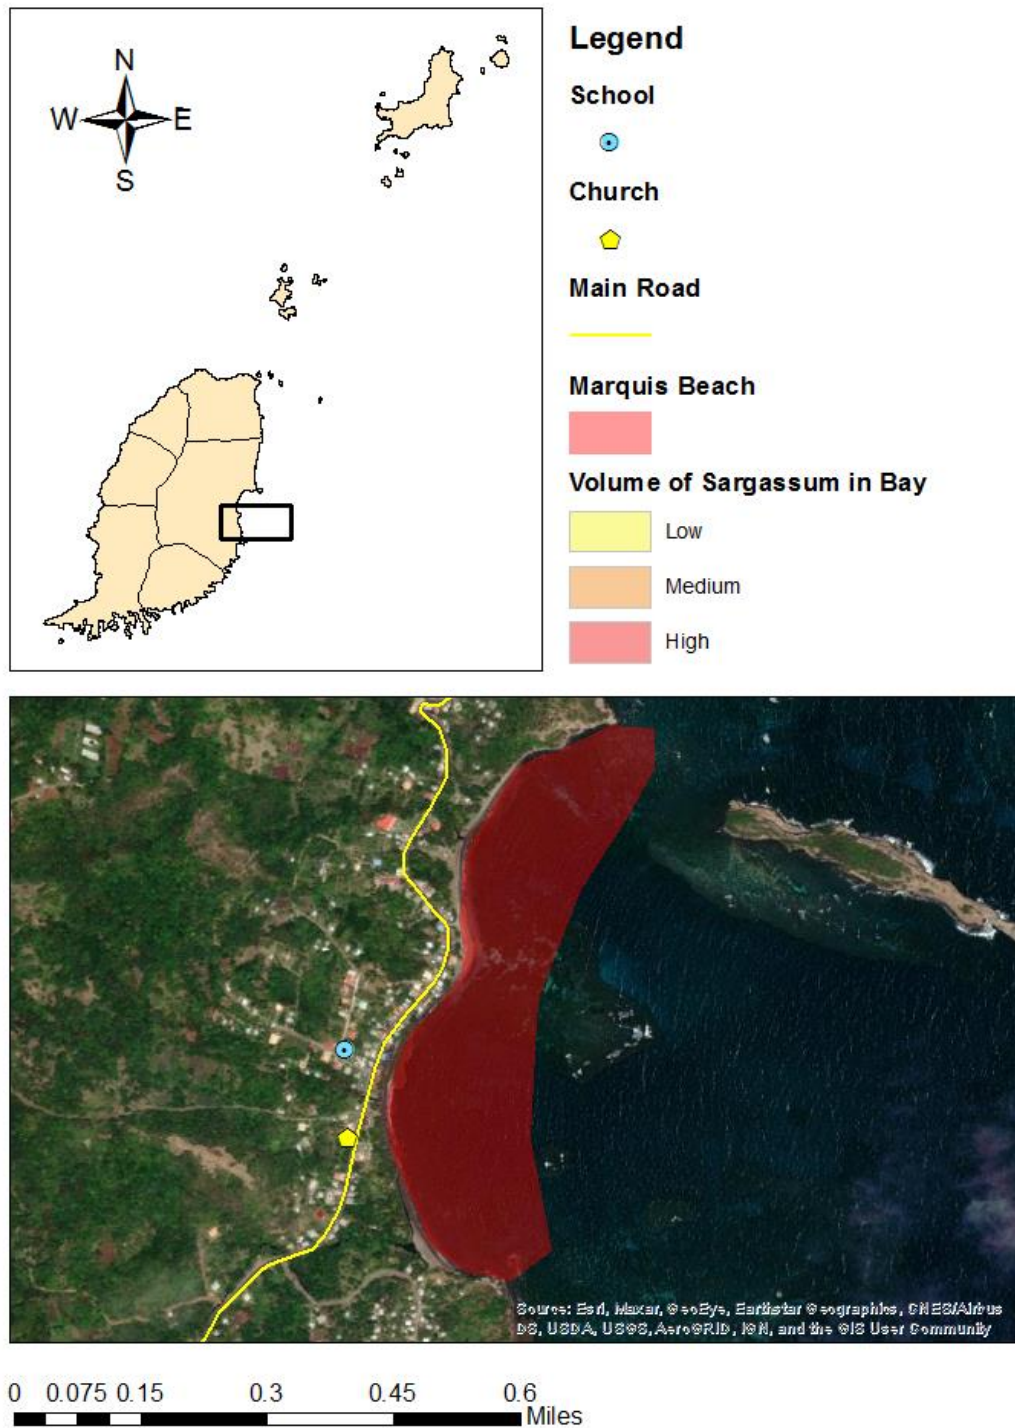 N
W E
S
Legend
School
Church
Main Road
Marquis Beach
Volume of Sargassum in Bay
Low
Medium
High
Source: Esri, Maxar, GeoEye, Earthstar Geographics, CNES/Airbus
DS, USDA, USGS, AeroGRID, IGN, and the GIS User Community
0 0.075 0.15 0.3 0.45 0.6
Miles